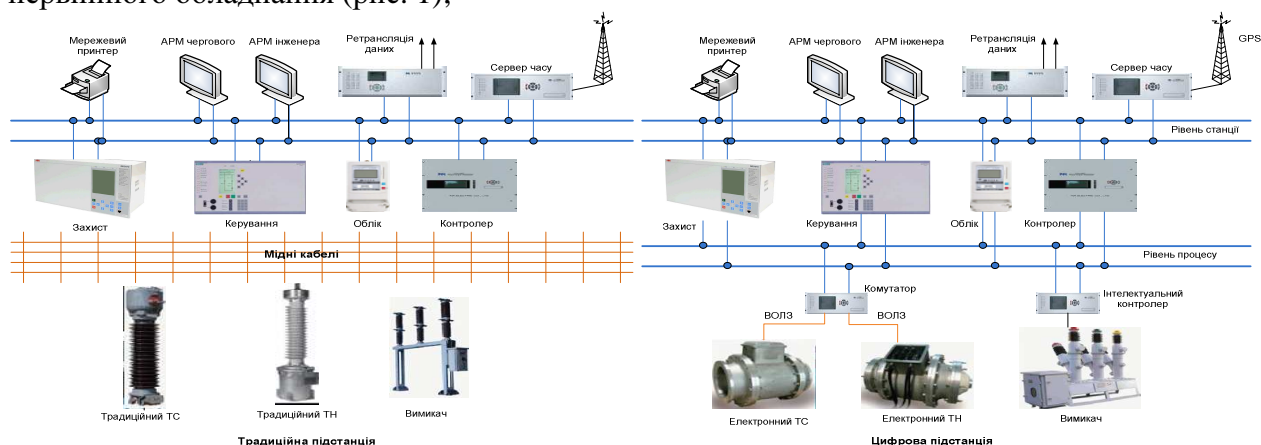 первинного обладнання (рис. 1);
Мережевий
принтер
АРМ чергового
АРМ інженера
Ретрансляція
даних
Сервер часу
Захист
Керування
Облік
Контролер
Мідні кабелі
Традиційний ТС
Традиційний ТН
Вимикач
Традиційна підстанція
Мережевий
принтер
АРМ чергового
АРМ інженера
Ретрансляція
даних
Сервер часу
GPS
Рівень станції
Захист
Керування
Облік
Контролер
Рівень процесу
Комутатор
Інтелектуальний
контролер
ВОЛЗ
ВОЛЗ
Електронний ТС
Електронний ТН
Вимикач
Цифрова підстанція